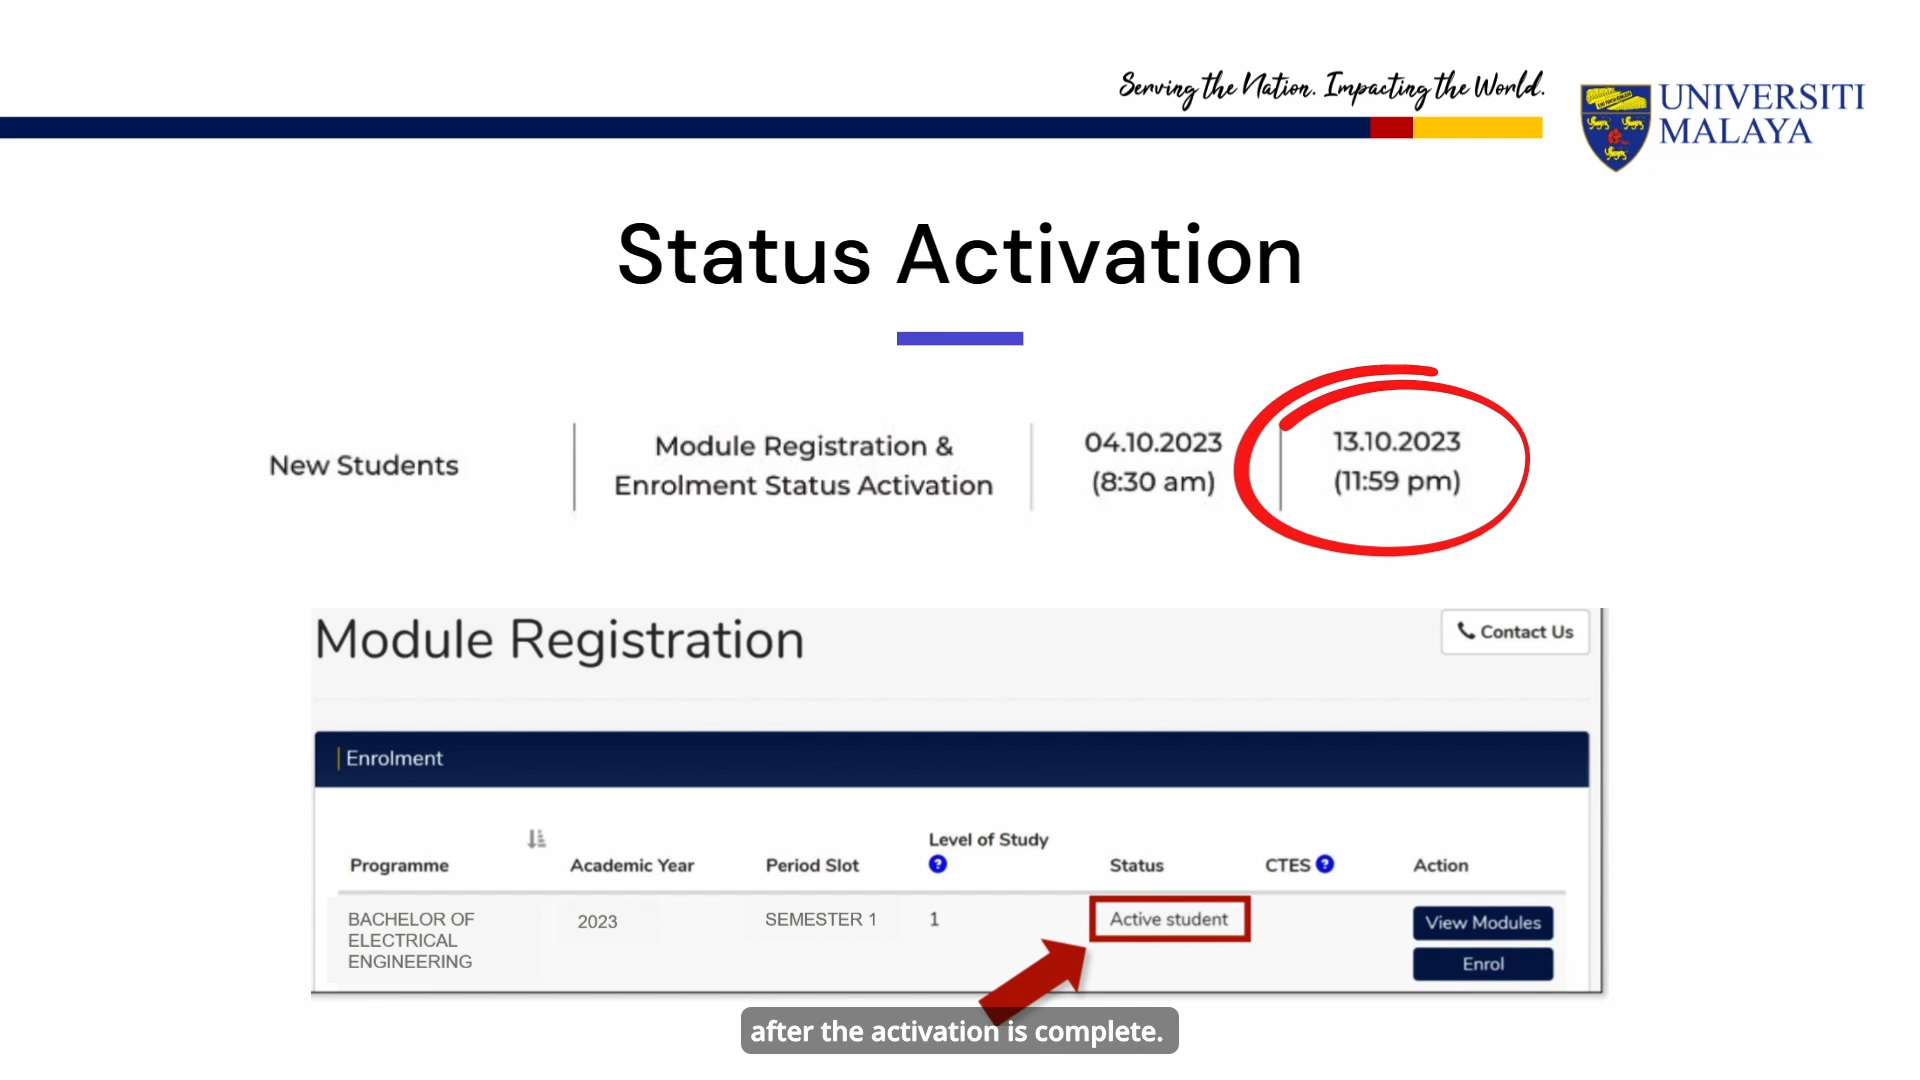 Serving the Nation. Impacting the World.
UNIVERSITI
MALAYA
Status Activation
New Students
Module Registration &
Enrolment Status Activation
04.10.2023
(8:30 am)
13.10.2023
(11:59 pm)
Module Registration
Contact Us
Enrolment
Programme
Academic Year
Period Slot
Level of Study
?
Status
CTES ?
Action
BACHELOR OF
ELECTRICAL
ENGINEERING
2023
SEMESTER 1
1
Active student
View Modules
Enrol
after the activation is complete.